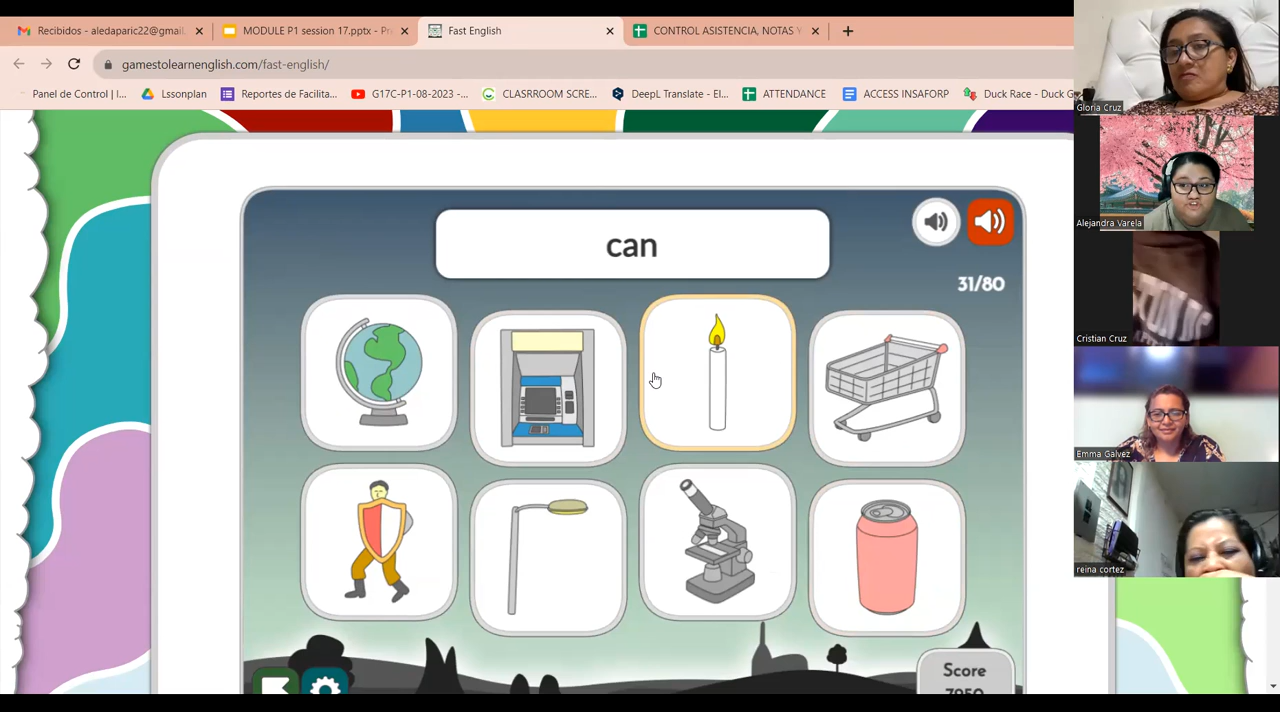 Recibidos - aledaparic22@gmail.
MODULE P1 session 17.pptx - Pr
Fast English
CONTROL ASISTENCIA, NOTAS Y
gamestolearnenglish.com/fast-english/
Panel de Control | I...
Lssonplan
Reportes de Facilita...
G17C-P1-08-2023 -...
CLASRROOM SCRE...
DeepL Translate - El...
ATTENDANCE
ACCESS INSAFORP
Duck Race - Duck G
Gloria Cruz
Alejandra Varela
Cristian Cruz
Emma Galvez
reina cortez
can
31/80
Score
7950